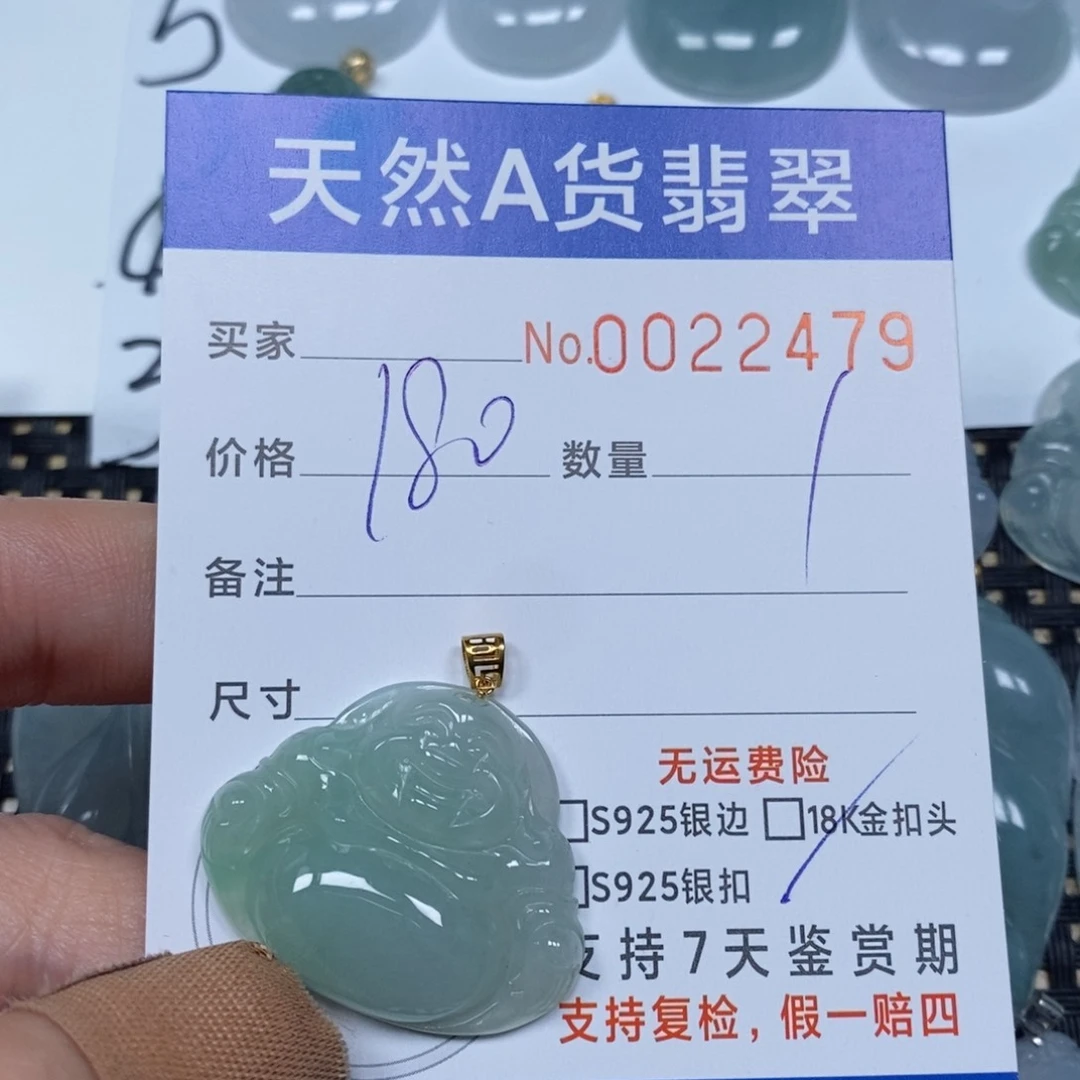 5
4
3
天然A货翡翠
买家 No.0022479
价格 180 数量 1
备注
尺寸
无运费险
S925银边 18K金扣头
S925银扣
支持7天鉴赏期
支持复检，假一赔四